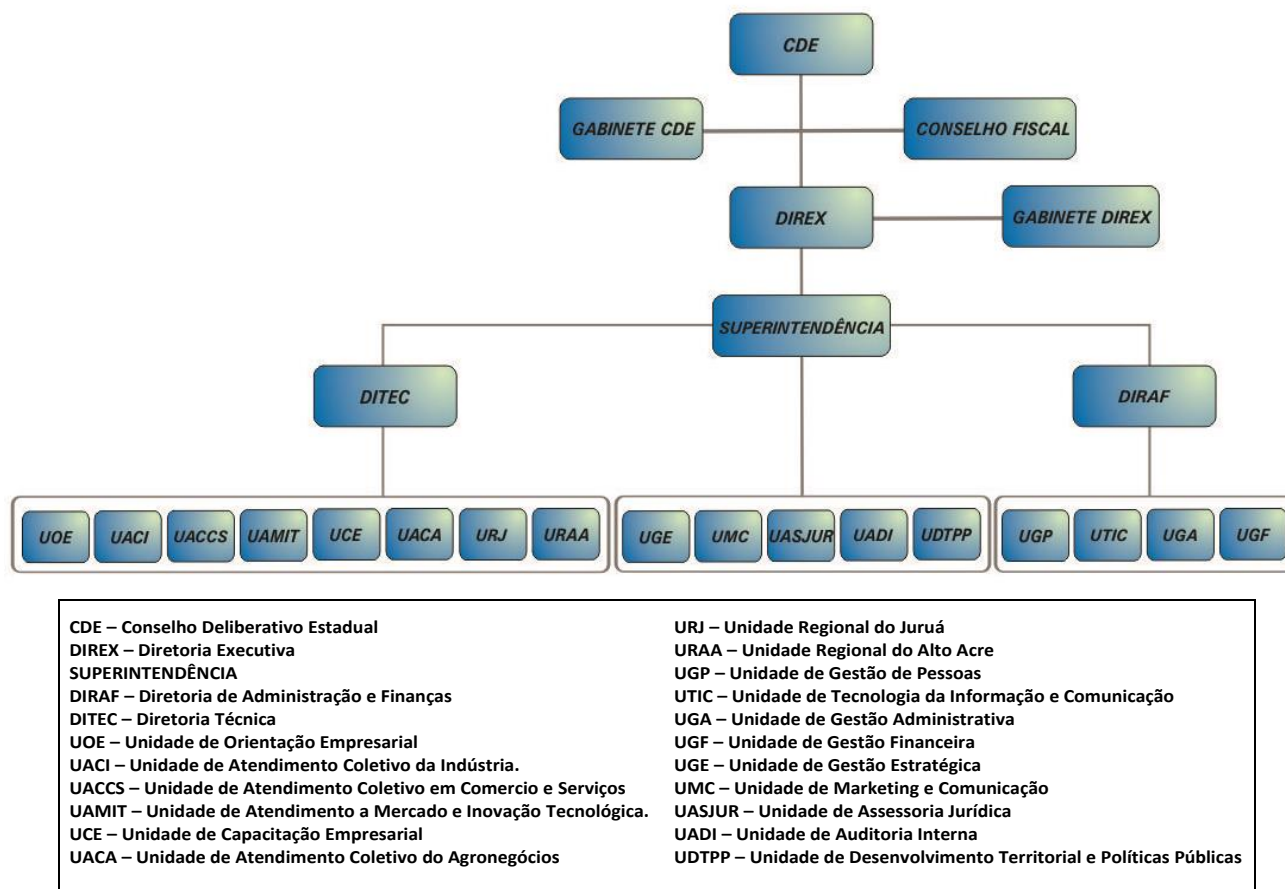 CDE
GABINETE CDE
CONSELHO FISCAL
DIREX
GABINETE DIREX
SUPERINTENDÊNCIA
DITEC
DIRAF
UOE
UACI
UACCS
UAMIT
UCE
UACA
URJ
URAA
UGE
UMC
UASJUR
UADI
UDTPP
UGP
UTIC
UGA
UGF
CDE – Conselho Deliberativo Estadual
DIREX – Diretoria Executiva
SUPERINTENDÊNCIA
DIRAF – Diretoria de Administração e Finanças
DITEC – Diretoria Técnica
UOE – Unidade de Orientação Empresarial
UACI – Unidade de Atendimento Coletivo da Indústria.
UACCS – Unidade de Atendimento Coletivo em Comercio e Serviços
UAMIT – Unidade de Atendimento a Mercado e Inovação Tecnológica.
UCE – Unidade de Capacitação Empresarial
UACA – Unidade de Atendimento Coletivo do Agronegócios
URJ – Unidade Regional do Juruá
URAA – Unidade Regional do Alto Acre
UGP – Unidade de Gestão de Pessoas
UTIC – Unidade de Tecnologia da Informação e Comunicação
UGA – Unidade de Gestão Administrativa
UGF – Unidade de Gestão Financeira
UGE – Unidade de Gestão Estratégica
UMC – Unidade de Marketing e Comunicação
UASJUR – Unidade de Assessoria Jurídica
UADI – Unidade de Auditoria Interna
UDTPP – Unidade de Desenvolvimento Territorial e Políticas Públicas